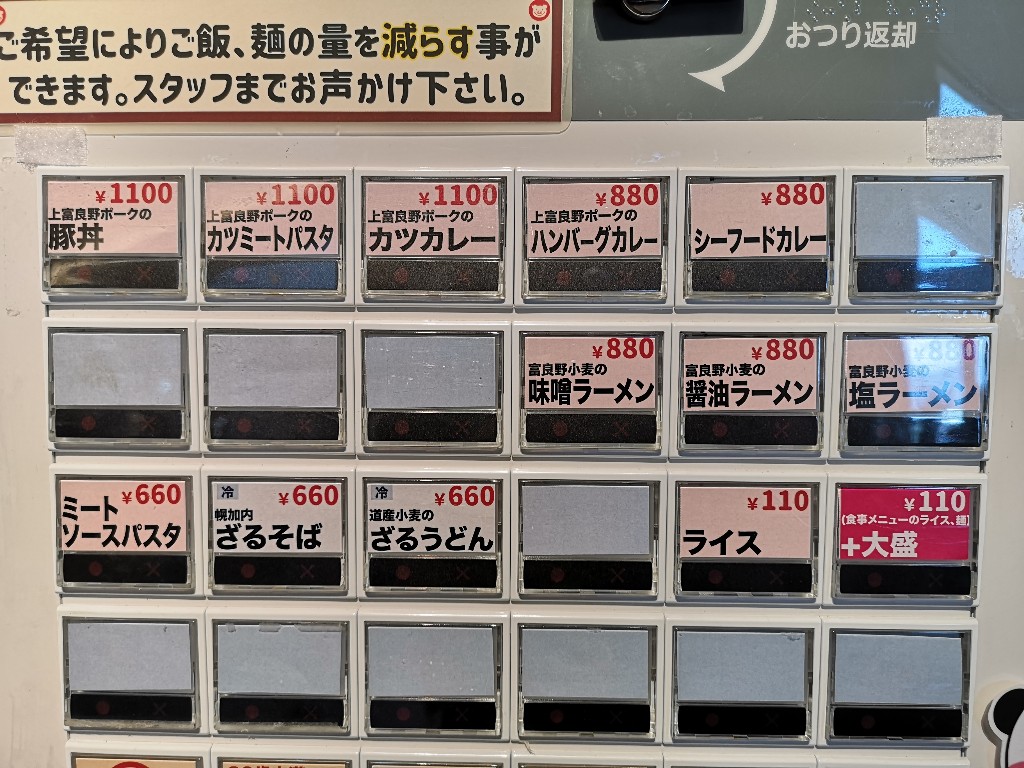 ご希望によりご飯、麺の量を減らす事が
できます。スタッフまでお声かけ下さい。
おつり返却
¥1100
上富良野ポークの
豚丼
¥1100
上富良野ポークの
カツミートパスタ
¥1100
上富良野ポークの
カツカレー
¥880
上富良野ポークの
ハンバーグカレー
¥880
シーフードカレー
¥880
富良野小麦の
味噌ラーメン
¥880
富良野小麦の
醤油ラーメン
¥880
富良野小麦の
塩ラーメン
¥660
ミート
ソースパスタ
冷 ¥660
幌加内
ざるそば
冷 ¥660
道産小麦の
ざるうどん
¥110
ライス
¥110
(食事メニューのライス、麺)
+大盛